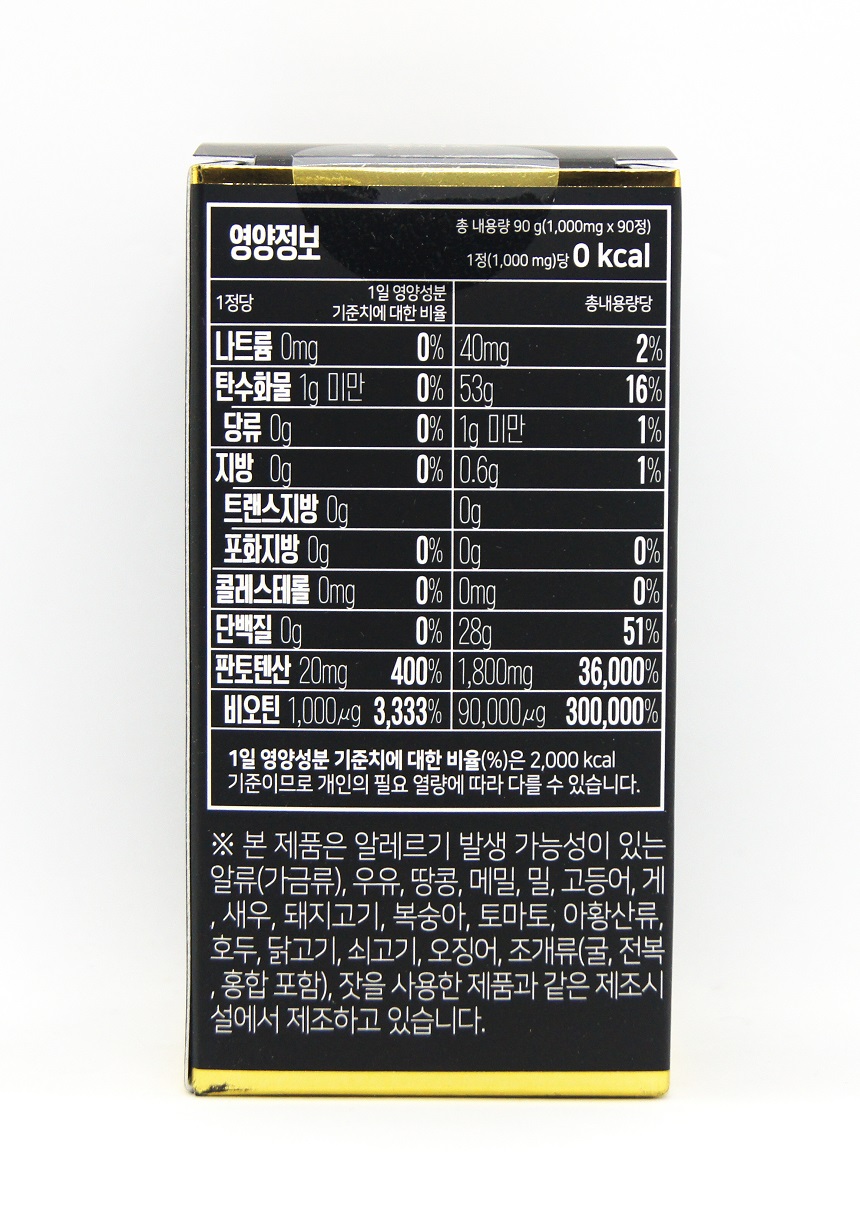 영양정보
총 내용량 90 g(1,000mg x 90정)
1정(1,000 mg)당 0 kcal
1정당 1일 영양성분 기준치에 대한 비율 총내용량당
나트륨 0mg 0% 40mg 2%
탄수화물 1g 미만 0% 53g 16%
당류 0g 0% 1g 미만 1%
지방 0g 0% 0.6g 1%
트랜스지방 0g 0g
포화지방 0g 0% 0g 0%
콜레스테롤 0mg 0% 0mg 0%
단백질 0g 0% 28g 51%
판토텐산 20mg 400% 1,800mg 36,000%
비오틴 1,000㎍ 3,333% 90,000㎍ 300,000%
1일 영양성분 기준치에 대한 비율(%)은 2,000 kcal
기준이므로 개인의 필요 열량에 따라 다를 수 있습니다.
※ 본 제품은 알레르기 발생 가능성이 있는
알류(가금류), 우유, 땅콩, 메밀, 밀, 고등어, 게
, 새우, 돼지고기, 복숭아, 토마토, 아황산류,
호두, 닭고기, 쇠고기, 오징어, 조개류(굴, 전복
, 홍합 포함), 잣을 사용한 제품과 같은 제조시
설에서 제조하고 있습니다.